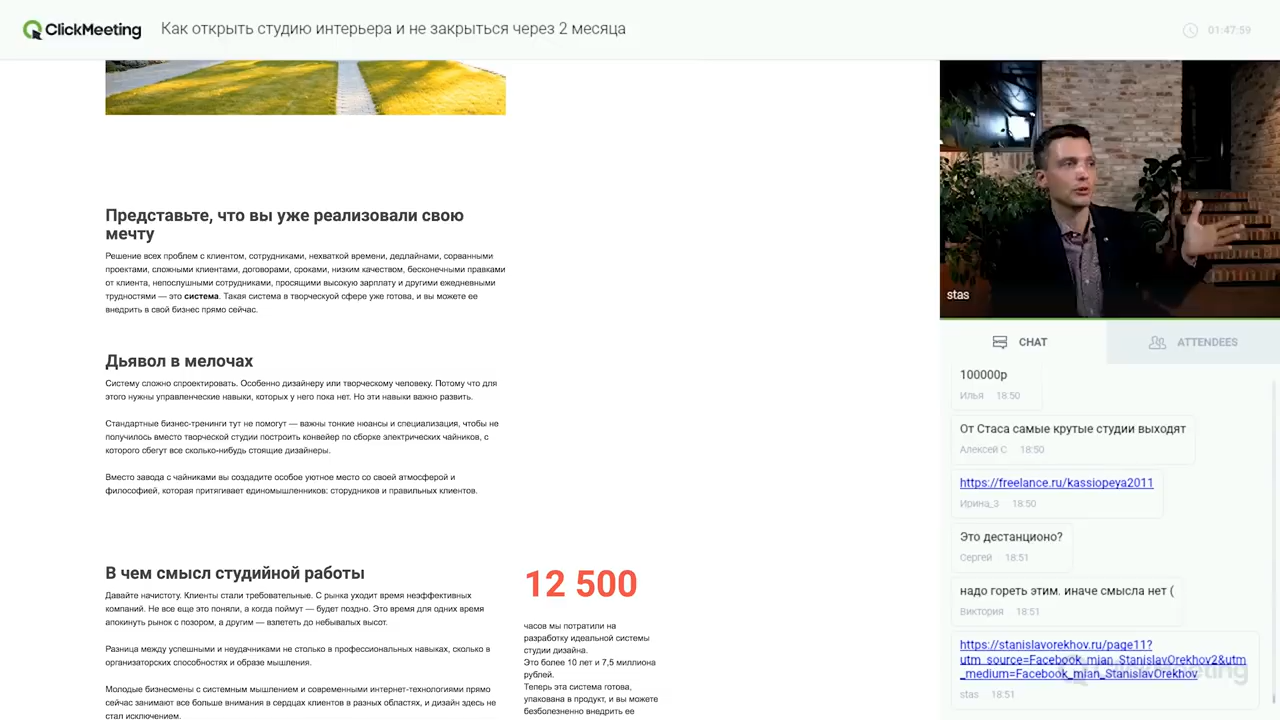 ClickMeeting
Как открыть студию интерьера и не закрыться через 2 месяца
01:47:59
Представьте, что вы уже реализовали свою
мечту
Решение всех проблем с клиентом, сотрудниками, нехваткой времени, дедлайнами, сорванными
проектами, сложными клиентами, договорами, сроками, низким качеством, бесконечными правками
от клиента, непослушными сотрудниками, просящими высокую зарплату и другими ежедневными
трудностями — это система. Такая система в творческуой сфере уже готова, и вы можете ее
внедрить в свой бизнес прямо сейчас.
Дьявол в мелочах
Систему сложно спроектировать. Особенно дизайнеру или творческому человеку. Потому что для
этого нужны управленческие навыки, которых у него пока нет. Но эти навыки важно развить.
Стандартные бизнес-тренинги тут не помогут — важны тонкие нюансы и специализация, чтобы не
получилось вместо творческой студии построить конвейер по сборке электрических чайников, с
которого сбегут все сколько-нибудь стоящие дизайнеры.
Вместо завода с чайниками вы создадите особое уютное место со своей атмосферой и
философией, которая притягивает единомышленников: сторудников и правильных клиентов.
В чем смысл студийной работы
Давайте начистоту. Клиенты стали требовательные. С рынка уходит время неэффективных
компаний. Не все еще это поняли, а когда поймут — будет поздно. Это время для одних время
апокинуть рынок с позором, а другим — взлететь до небывалых высот.
Разница между успешными и неудачниками не столько в профессиональных навыках, сколько в
организаторских способностях и образе мышления.
Молодые бизнесмены с системным мышлением и современными интернет-технологиями прямо
сейчас занимают все больше внимания в сердцах клиентов в разных областях, и дизайн здесь не
стал исключением.
12 500
часов мы потратили на
разработку идеальной системы
студии дизайна.
Это более 10 лет и 7,5 миллиона
рублей.
Теперь эта система готова,
упакована в продукт, и вы можете
безболезненно внедрить ее
stas
CHAT
ATTENDEES
100000р
Илья 18:50
От Стаса самые крутые студии выходят
Алексей С 18:50
https://freelance.ru/kassiopeya2011
Ирина_3 18:50
Это дестанционо?
Сергей 18:51
надо гореть этим. иначе смысла нет (
Виктория 18:51
https://stanislavorekhov.ru/page11?
utm_source=Facebook_mian_StanislavOrekhov2&utm
_medium=Facebook_mian_StanislavOrekhov
stas 18:51
ClickMeeting